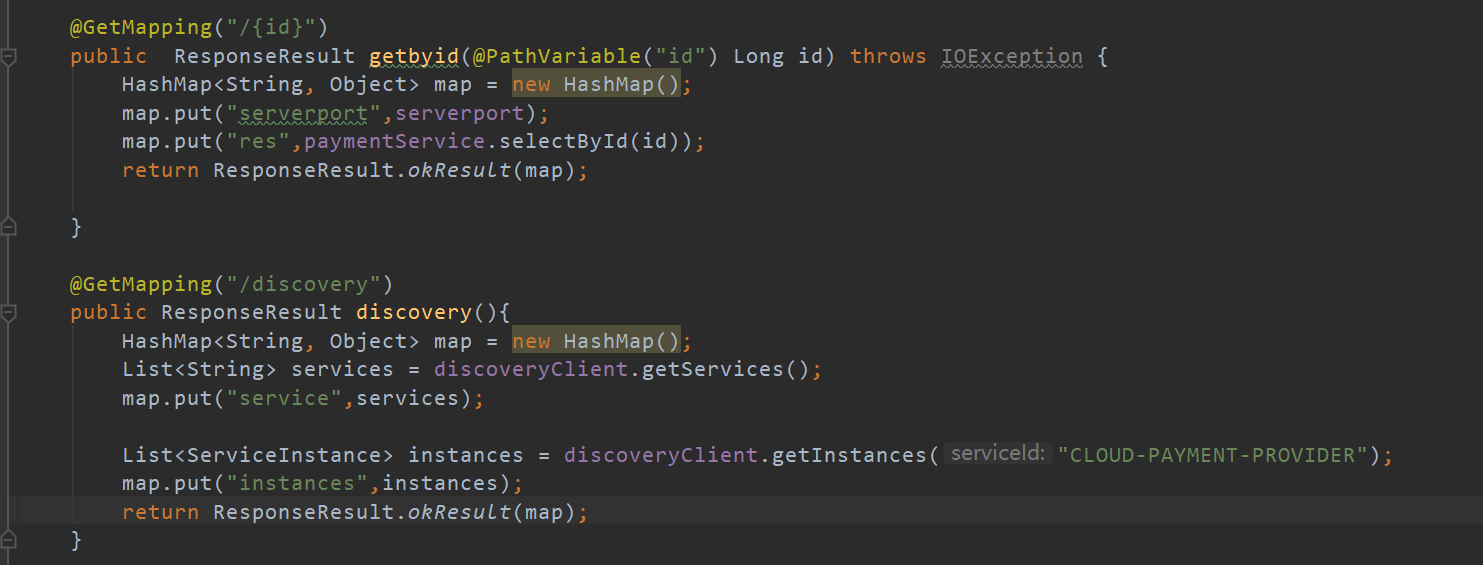 @GetMapping("/{id}")
public  ResponseResult getbyid(@PathVariable("id") Long id) throws IOException {
HashMap<String, Object> map = new HashMap();
map.put("serverport",serverport);
map.put("res",paymentService.selectById(id));
return ResponseResult.okResult(map);
}
@GetMapping("/discovery")
public ResponseResult discovery(){
HashMap<String, Object> map = new HashMap();
List<String> services = discoveryClient.getServices();
map.put("service",services);
List<ServiceInstance> instances = discoveryClient.getInstances( serviceId: "CLOUD-PAYMENT-PROVIDER");
map.put("instances",instances);
return ResponseResult.okResult(map);
}